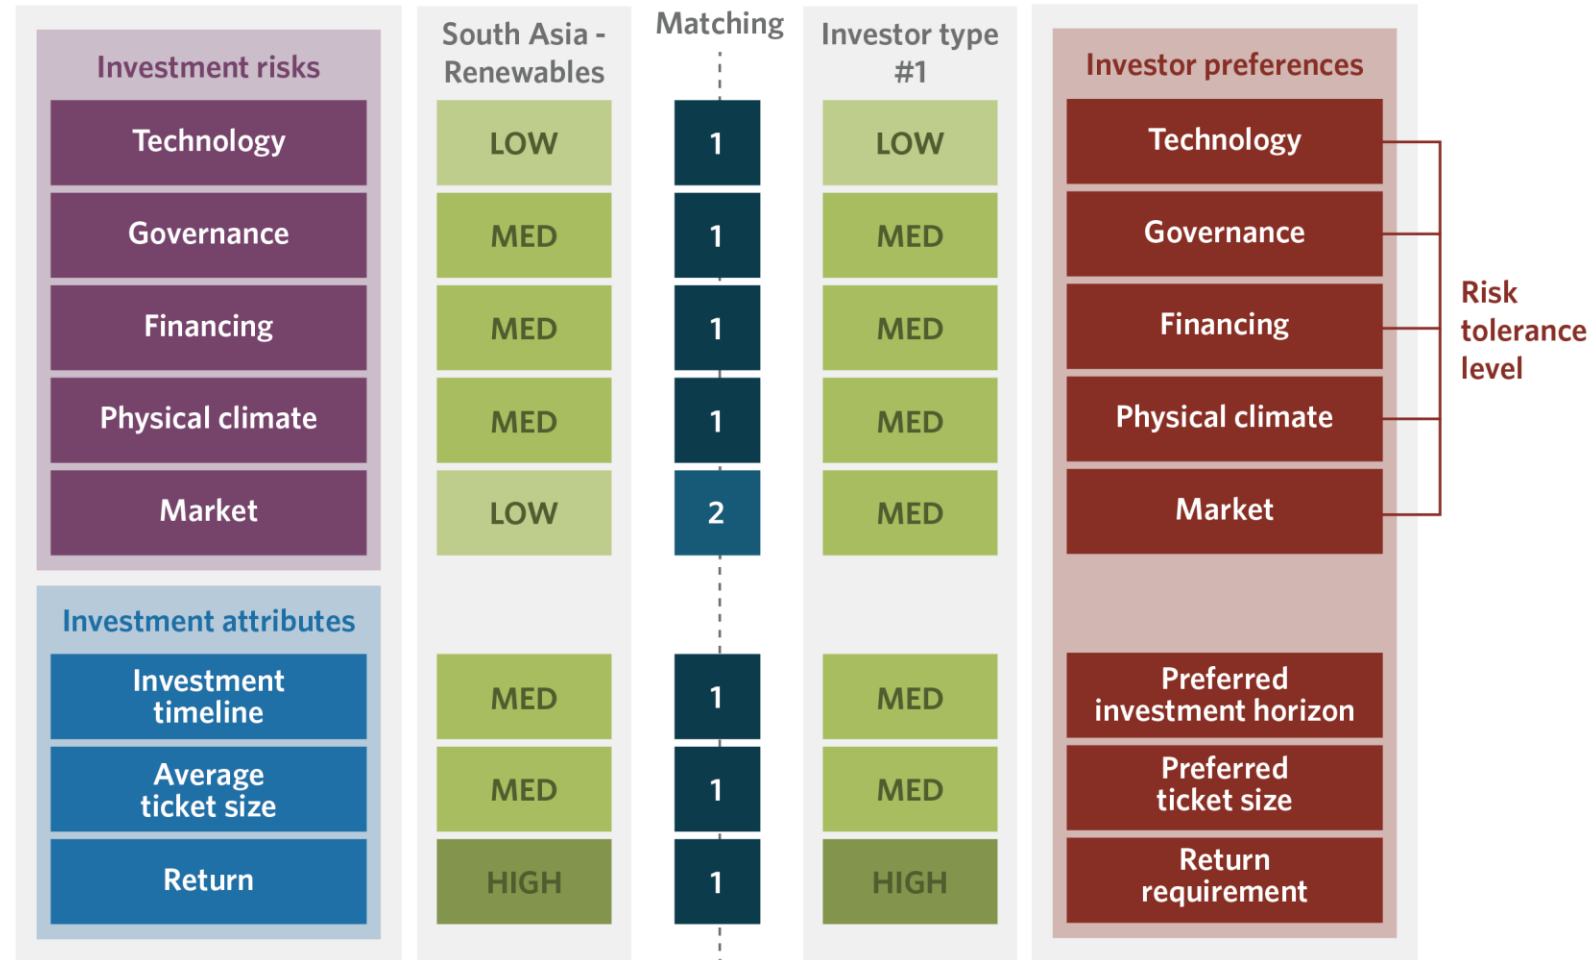 Matching
Investment risks
South Asia -
Renewables
Investor type
#1
Investor preferences
Technology
LOW
1
LOW
Technology
Governance
MED
1
MED
Governance
Financing
MED
1
MED
Financing
Risk
tolerance
level
Physical climate
MED
1
MED
Physical climate
Market
LOW
2
MED
Market
Investment attributes
Investment
timeline
MED
1
MED
Preferred
investment horizon
Average
ticket size
MED
1
MED
Preferred
ticket size
Return
HIGH
1
HIGH
Return
requirement